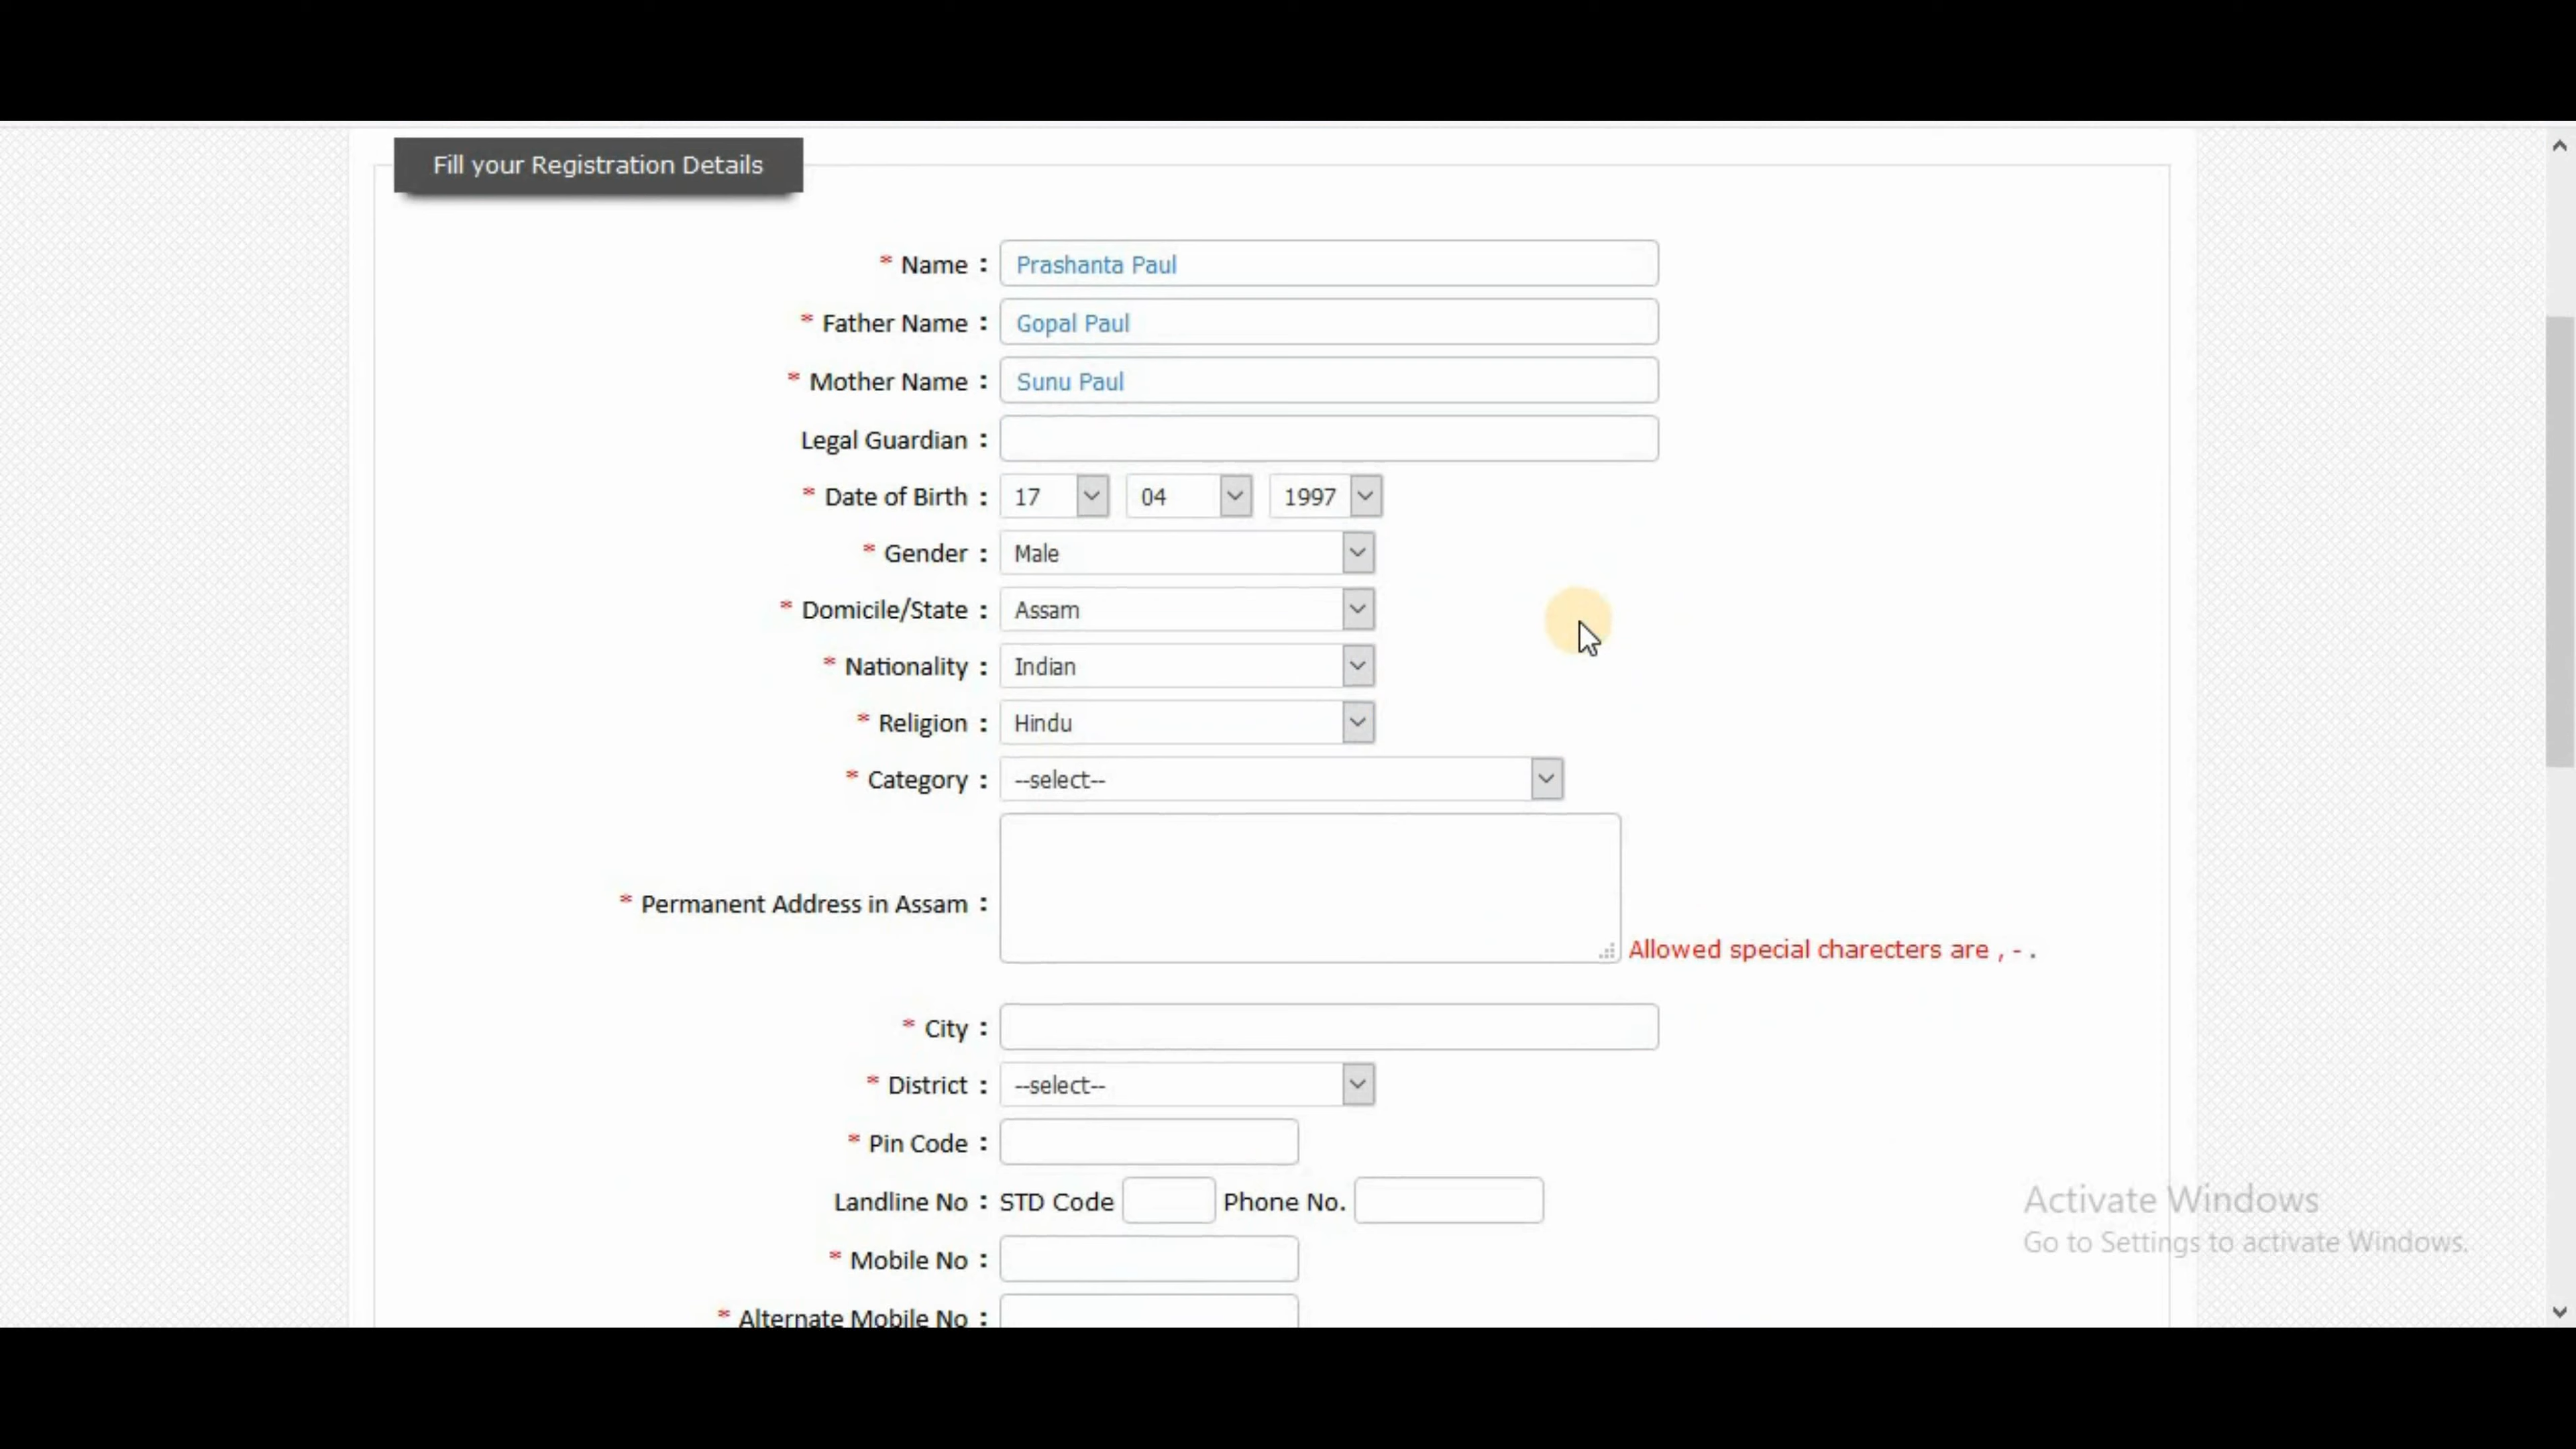 Fill your Registration Details
* Name : Prashanta Paul
* Father Name : Gopal Paul
* Mother Name : Sunu Paul
Legal Guardian :
* Date of Birth : 17 04 1997
* Gender : Male
* Domicile/State : Assam
* Nationality : Indian
* Religion : Hindu
* Category : --select--
* Permanent Address in Assam :
Allowed special charecters are , - .
* City :
* District : --select--
* Pin Code :
Landline No : STD Code Phone No.
* Mobile No :
* Alternate Mobile No :
Activate Windows
Go to Settings to activate Windows.